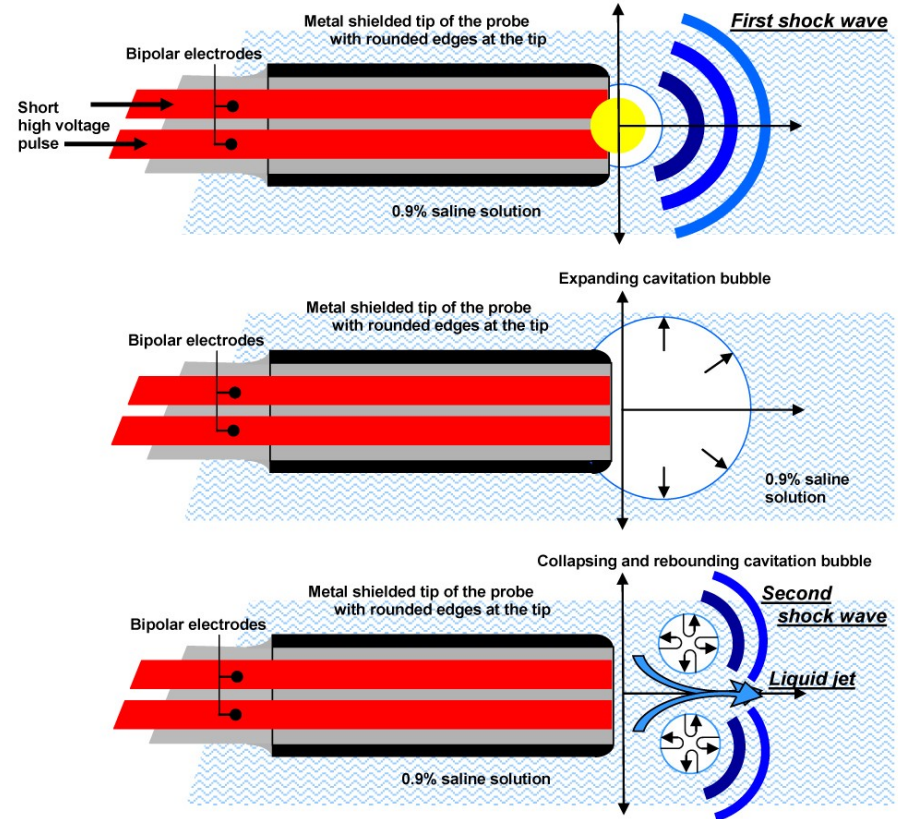 Metal shielded tip of the probe
with rounded edges at the tip
First shock wave
Bipolar electrodes
Short
high voltage
pulse
0.9% saline solution
Expanding cavitation bubble
Metal shielded tip of the probe
with rounded edges at the tip
Bipolar electrodes
0.9% saline
solution
Collapsing and rebounding cavitation bubble
Metal shielded tip of the probe
with rounded edges at the tip
Second
shock wave
Bipolar electrodes
Liquid jet
0.9% saline solution